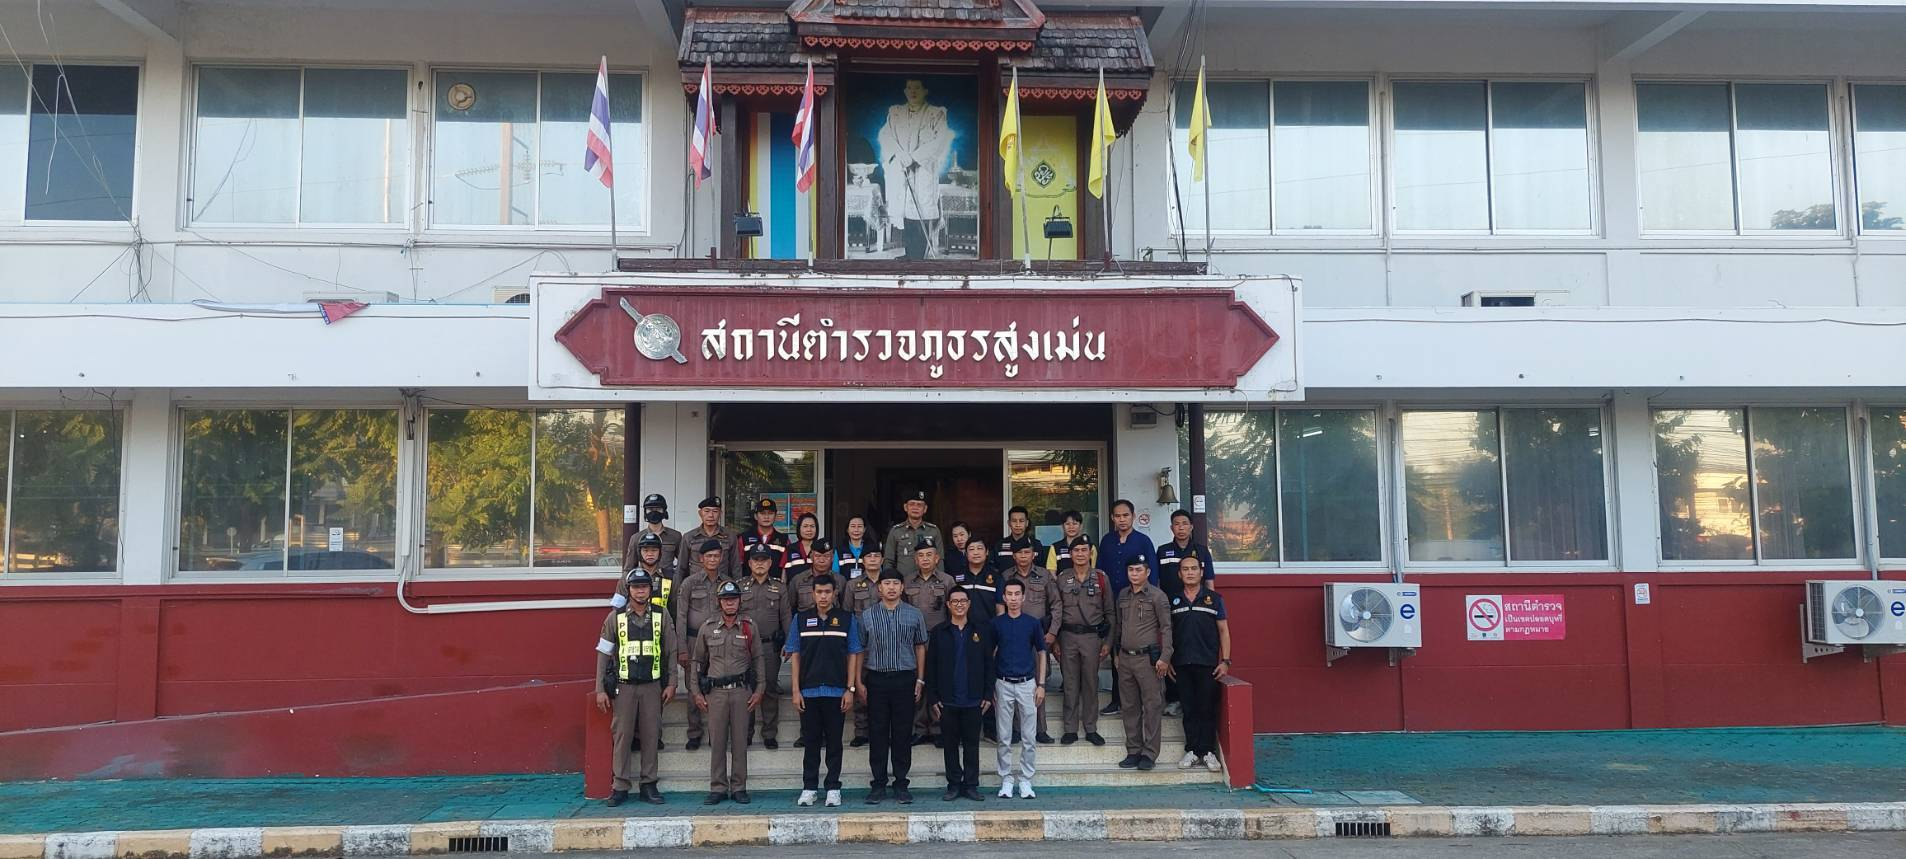 สถานีตำรวจภูธรสูงเม่น
สถานีตำรวจ
เป็นเขตปลอดบุหรี่
ตามกฎหมาย
POLICE
e
e